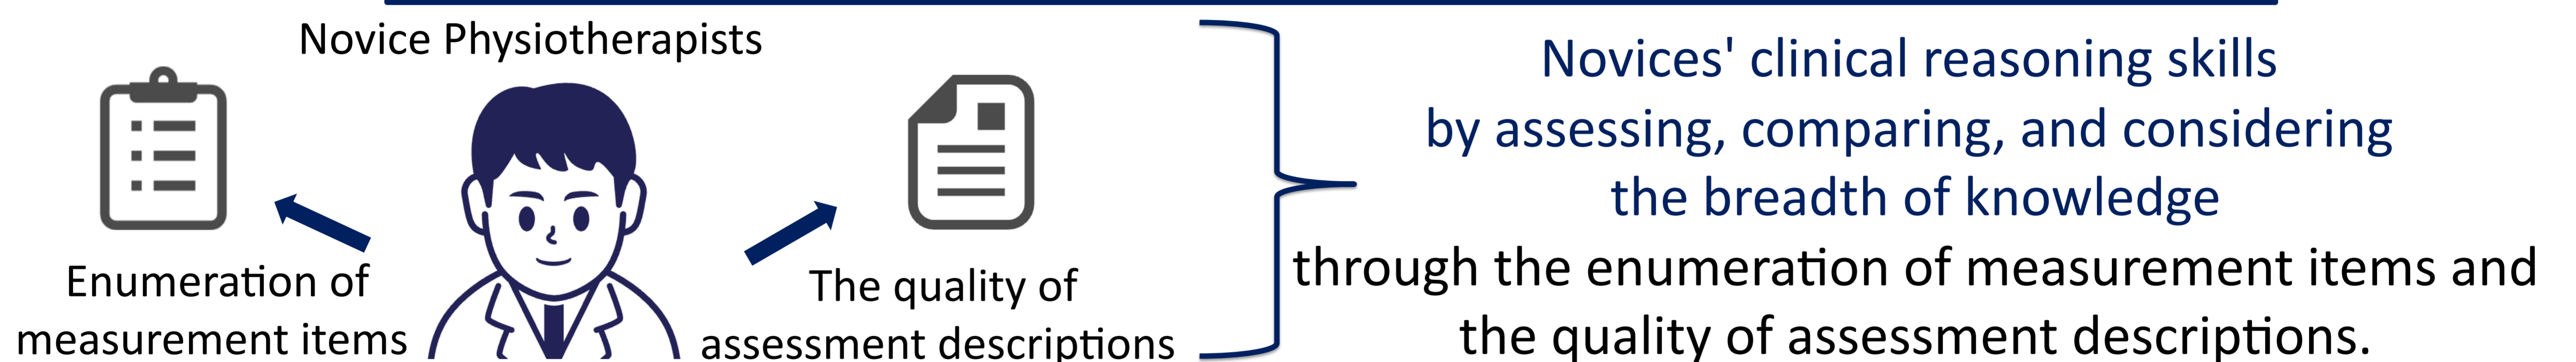 Novice Physiotherapists
Enumeration of
measurement items
The quality of
assessment descriptions
Novices' clinical reasoning skills
by assessing, comparing, and considering
the breadth of knowledge
through the enumeration of measurement items and
the quality of assessment descriptions.